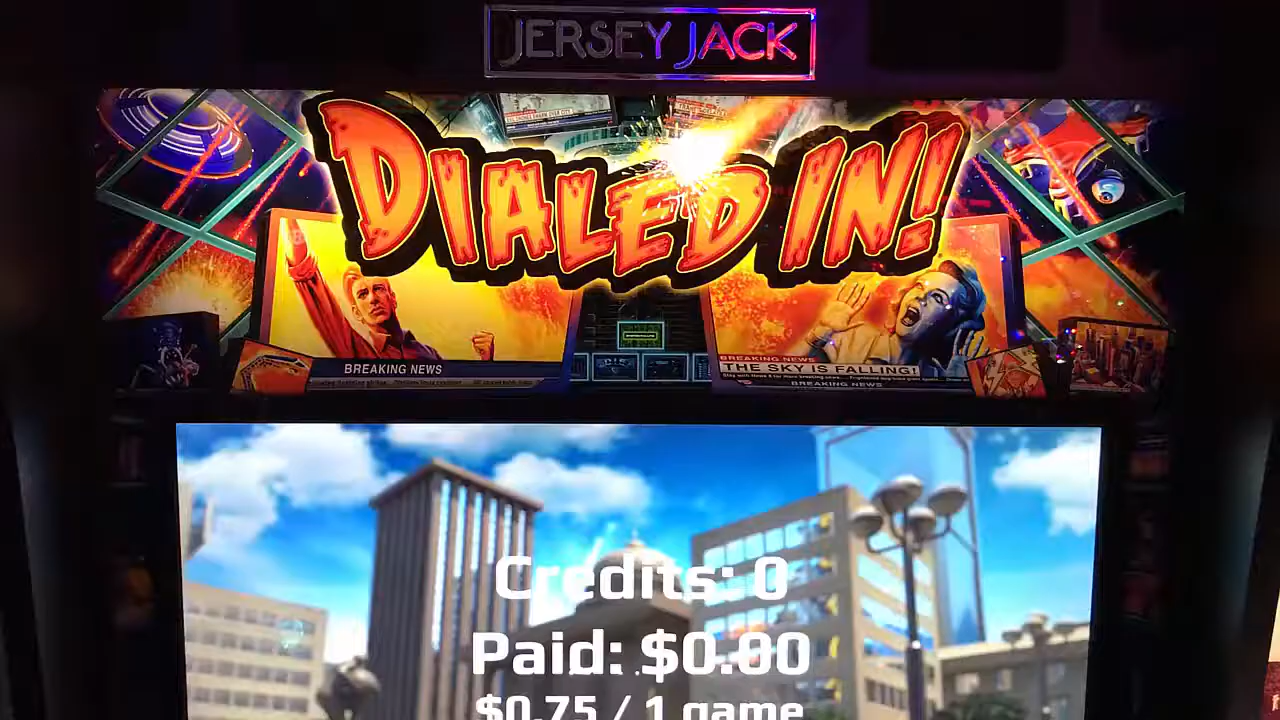 JERSEY JACK
DIALED IN!
BREAKING NEWS
BREAKING NEWS
THE SKY IS FALLING!
BREAKING NEWS
Credits: 0
Paid: $0.00
$0.75 / 1 game